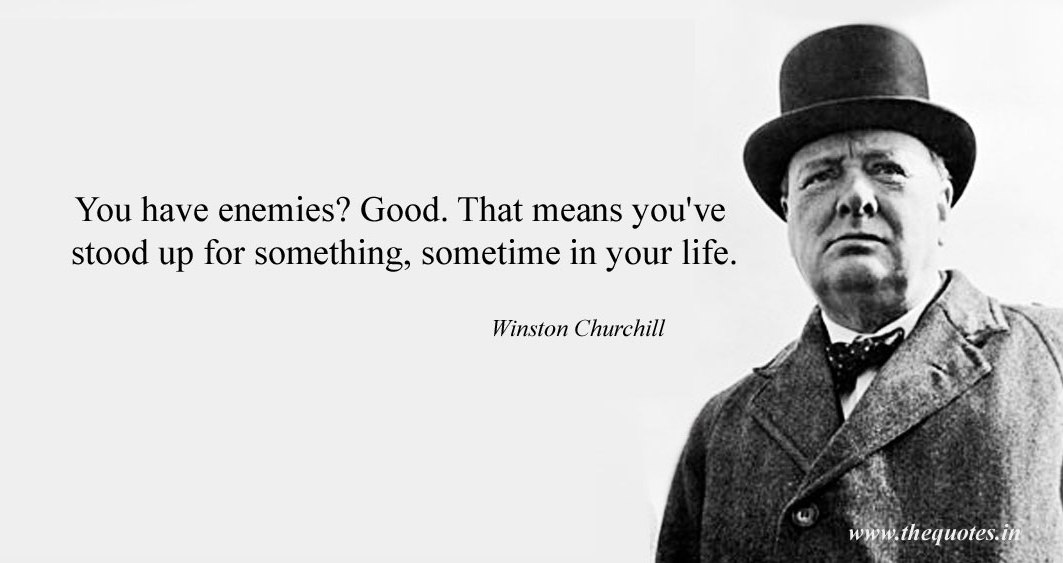 You have enemies? Good. That means you've
stood up for something, sometime in your life.
Winston Churchill
www.thequotes.in